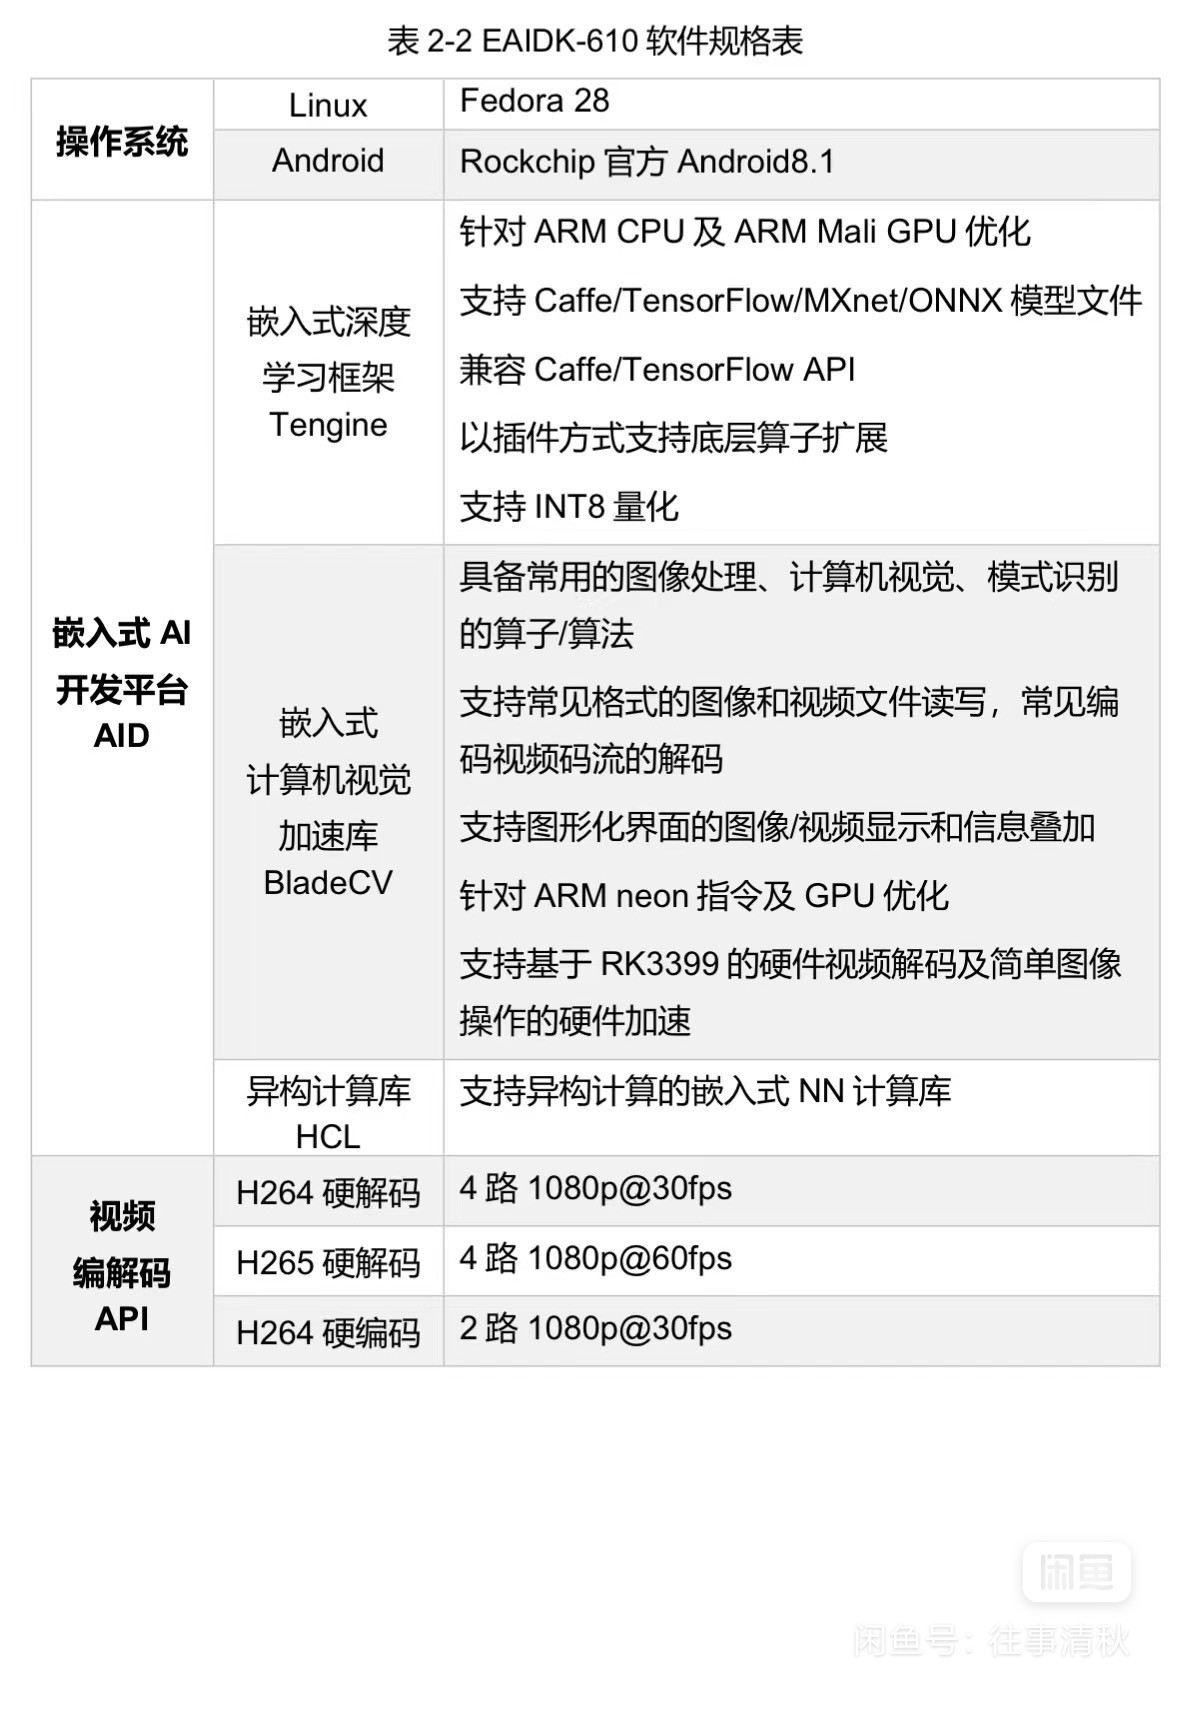 表 2-2 EAIDK-610 软件规格表
操作系统
Linux
Fedora 28
Android
Rockchip 官方 Android8.1
嵌入式 AI
开发平台
AID
嵌入式深度
学习框架
Tengine
针对 ARM CPU 及 ARM Mali GPU 优化
支持 Caffe/TensorFlow/MXnet/ONNX 模型文件
兼容 Caffe/TensorFlow API
以插件方式支持底层算子扩展
支持 INT8 量化
嵌入式
计算机视觉
加速库
BladeCV
具备常用的图像处理、计算机视觉、模式识别
的算子/算法
支持常见格式的图像和视频文件读写，常见编
码视频码流的解码
支持图形化界面的图像/视频显示和信息叠加
针对 ARM neon 指令及 GPU 优化
支持基于 RK3399 的硬件视频解码及简单图像
操作的硬件加速
异构计算库
HCL
支持异构计算的嵌入式 NN 计算库
视频
编解码
API
H264 硬解码
4 路 1080p@30fps
H265 硬解码
4 路 1080p@60fps
H264 硬编码
2 路 1080p@30fps
闲鱼
闲鱼号：往事清秋